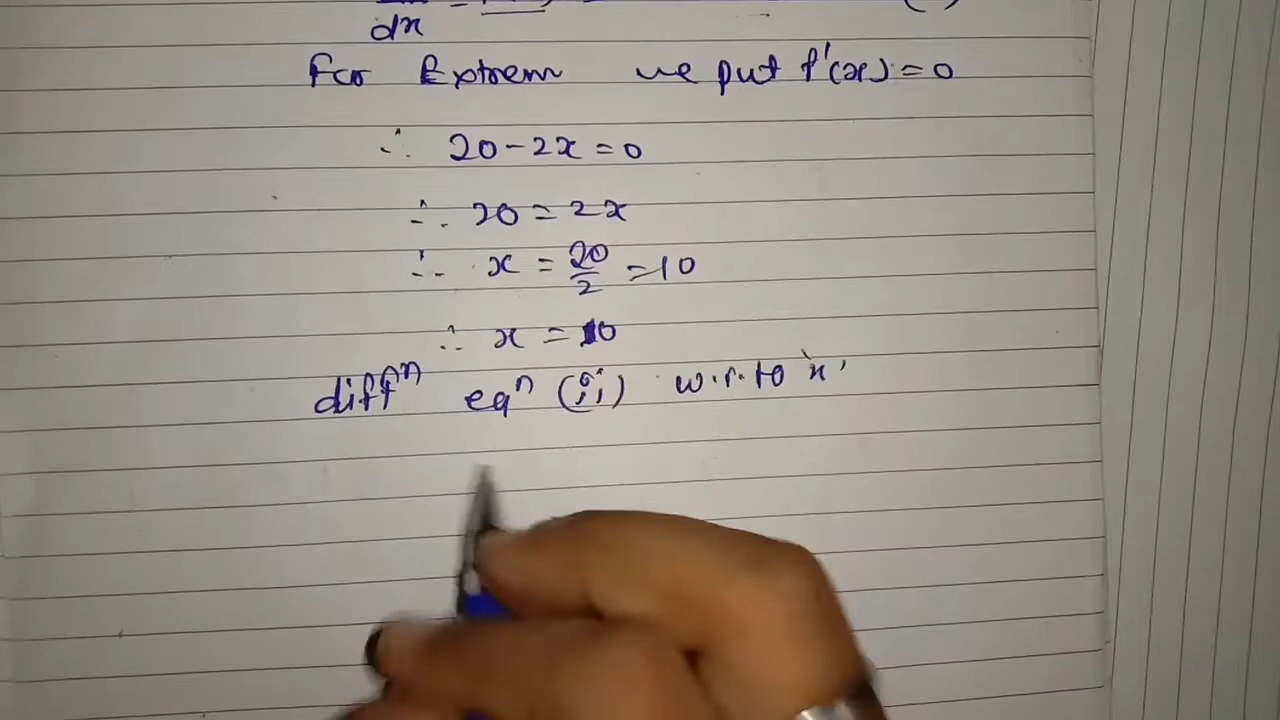 dx
For Extrem we put f'(x) = 0
∴ 20 - 2x = 0
∴ 20 = 2x
∴ x = 20/2 = 10
∴ x = 10
diffⁿ eqⁿ (ii) w.r.to 'x'